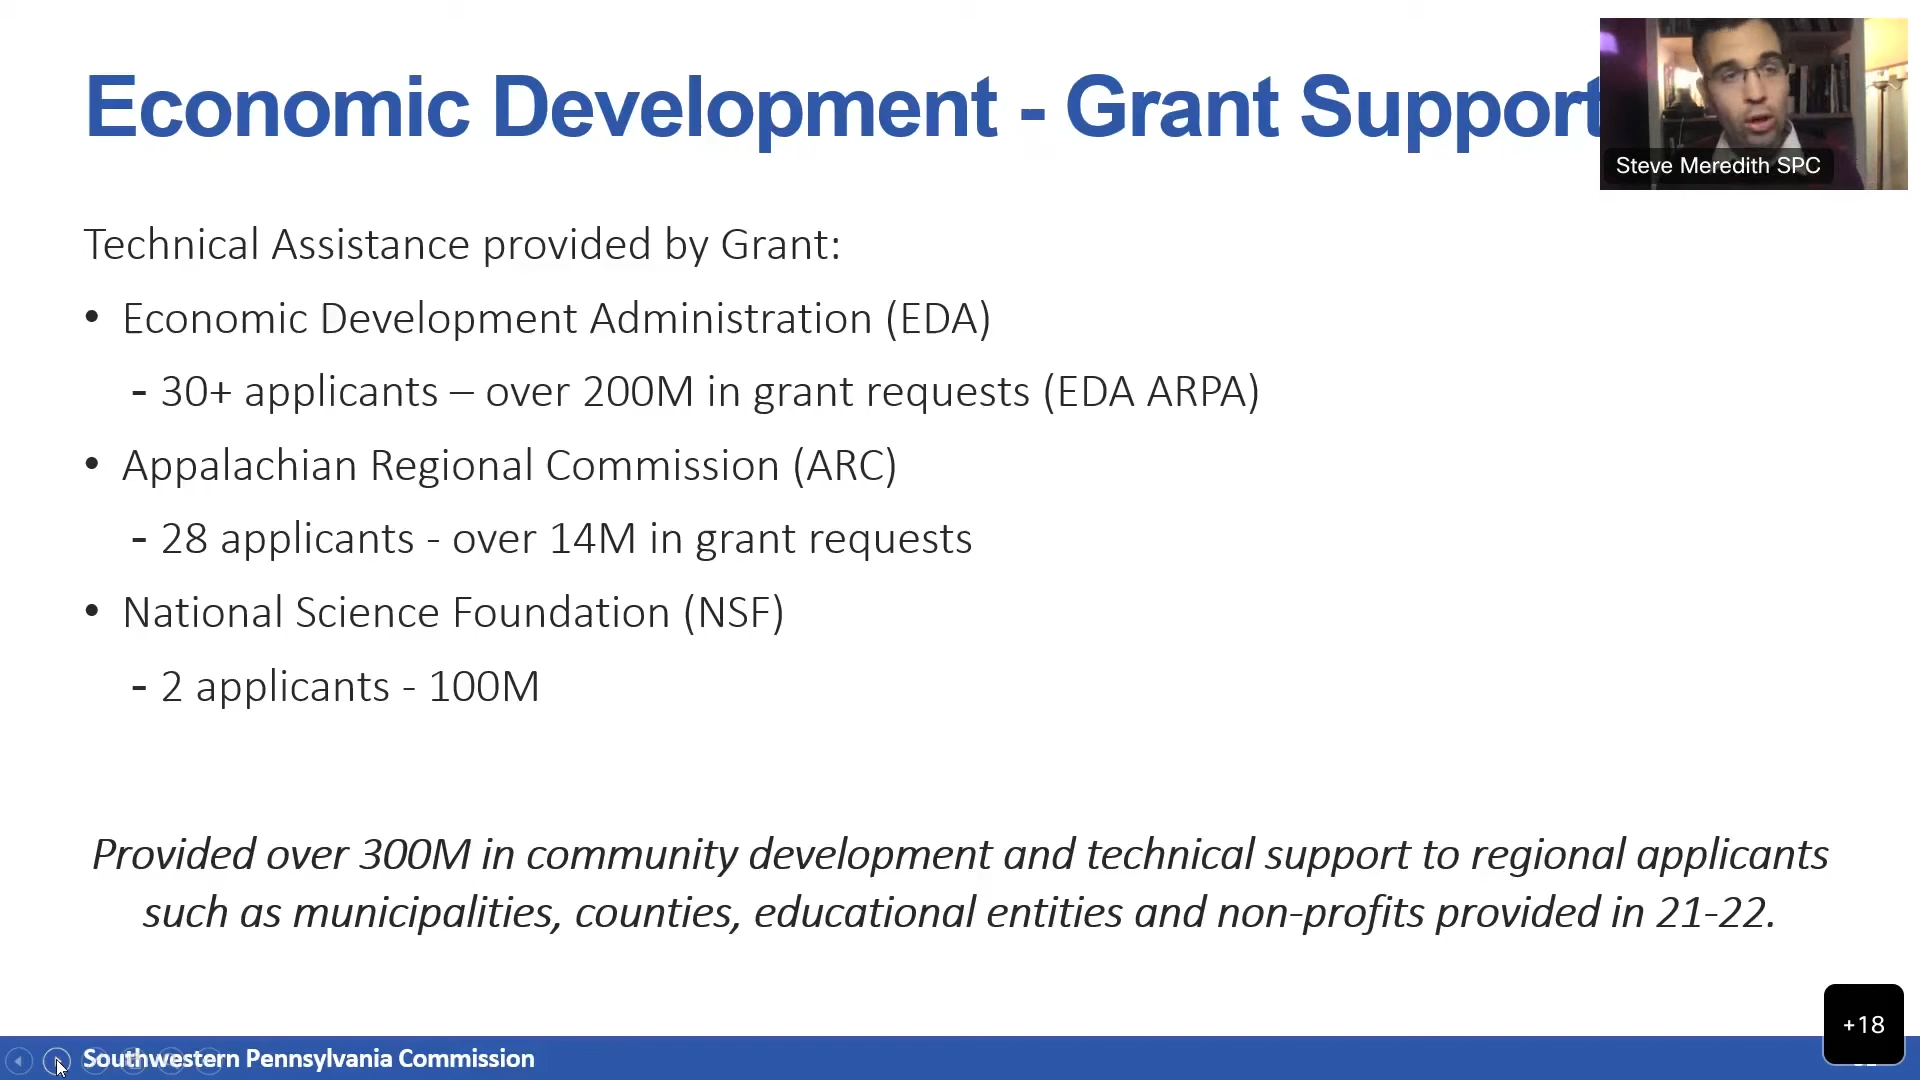 Economic Development - Grant Support
Steve Meredith SPC
Technical Assistance provided by Grant:
• Economic Development Administration (EDA)
- 30+ applicants – over 200M in grant requests (EDA ARPA)
• Appalachian Regional Commission (ARC)
- 28 applicants - over 14M in grant requests
• National Science Foundation (NSF)
- 2 applicants - 100M
Provided over 300M in community development and technical support to regional applicants
such as municipalities, counties, educational entities and non-profits provided in 21-22.
+18
Southwestern Pennsylvania Commission